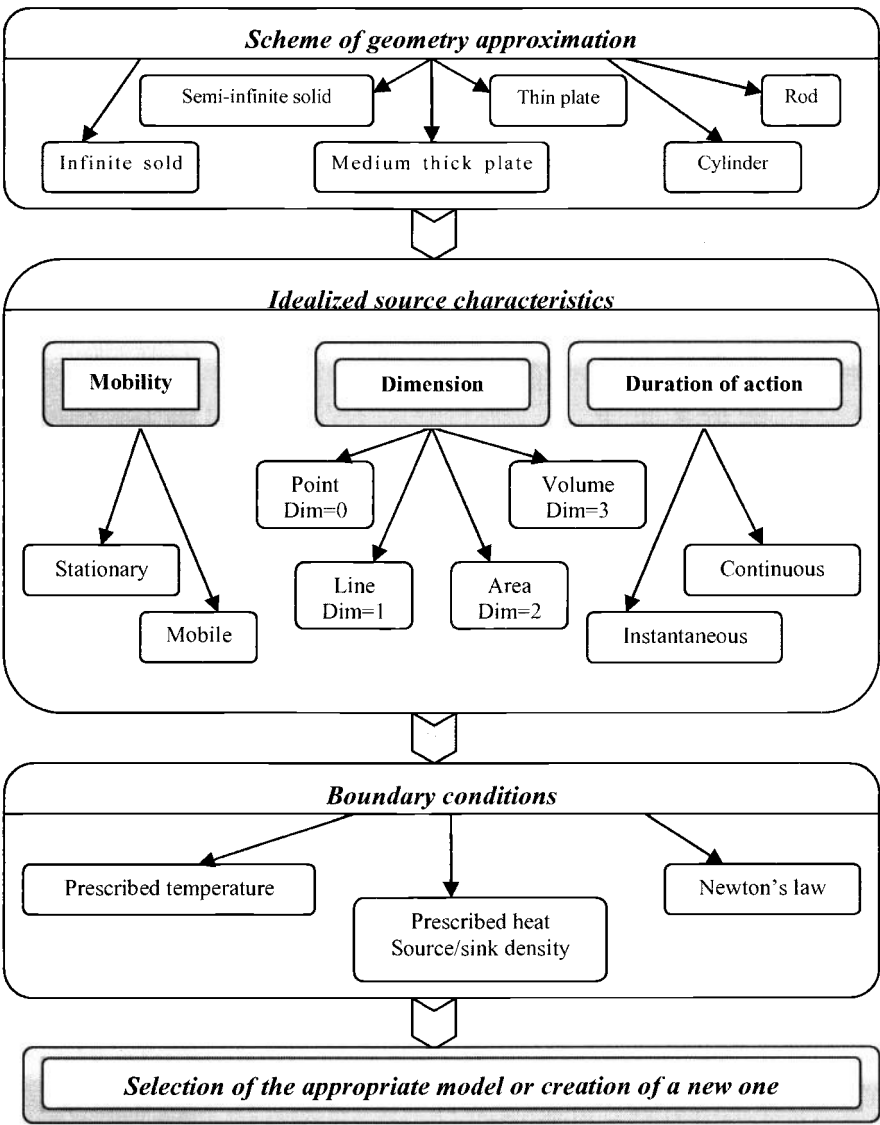 Scheme of geometry approximation
Semi-infinite solid
Thin plate
Rod
Infinite sold
Medium thick plate
Cylinder
Idealized source characteristics
Mobility
Dimension
Duration of action
Point
Dim=0
Volume
Dim=3
Stationary
Line
Dim=1
Area
Dim=2
Continuous
Mobile
Instantaneous
Boundary conditions
Prescribed temperature
Newton's law
Prescribed heat
Source/sink density
Selection of the appropriate model or creation of a new one